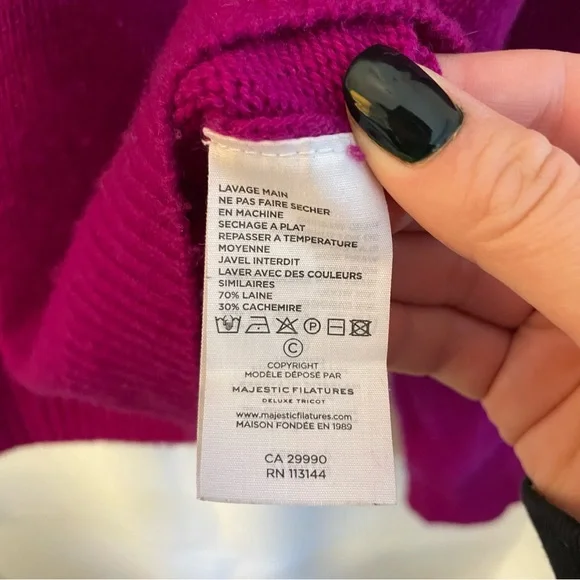 LAVAGE MAIN
NE PAS FAIRE SECHER
EN MACHINE
SECHAGE A PLAT
REPASSER A TEMPERATURE
MOYENNE
JAVEL INTERDIT
LAVER AVEC DES COULEURS
SIMILAIRES
70% LAINE
30% CACHEMIRE
P
©
COPYRIGHT
MODÈLE DÉPOSÉ PAR
MAJESTIC FILATURES
DELUXE TRICOT
www.majesticfilatures.com
MAISON FONDÉE EN 1989
CA 29990
RN 113144